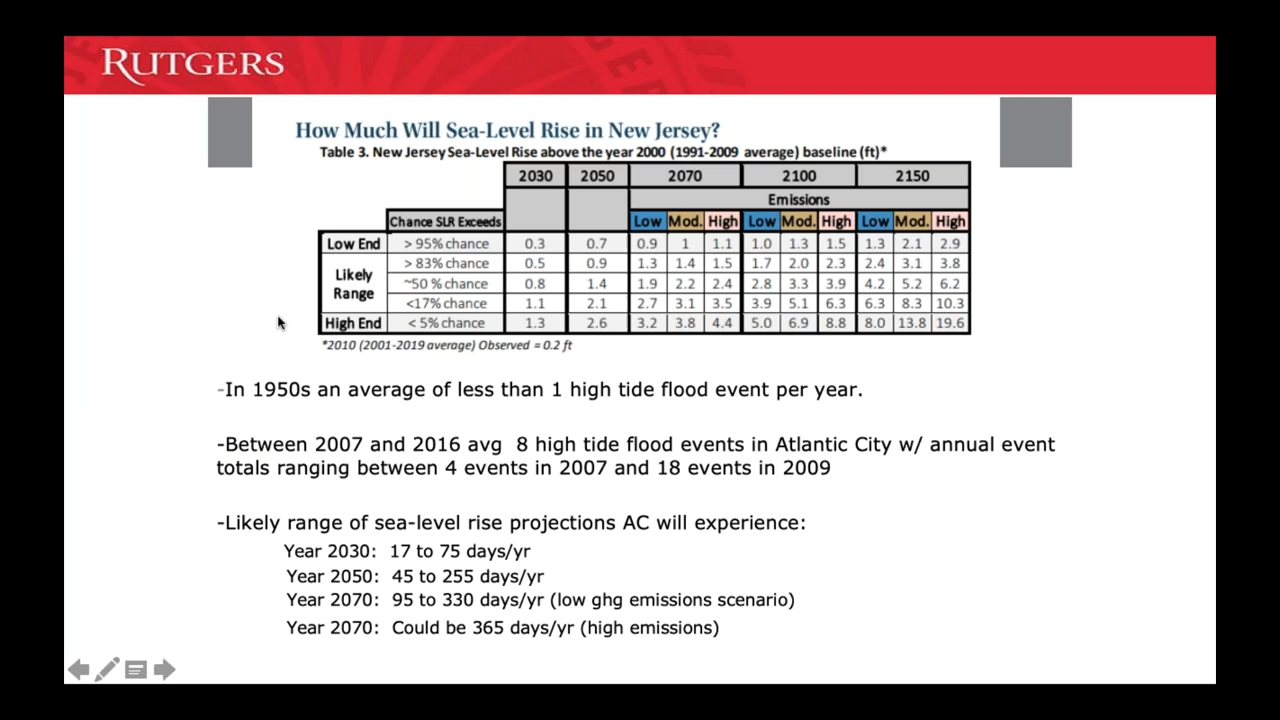 RUTGERS
How Much Will Sea-Level Rise in New Jersey?
Table 3. New Jersey Sea-Level Rise above the year 2000 (1991-2009 average) baseline (ft)*
2030 2050 2070 2100 2150
Emissions
Chance SLR Exceeds Low Mod. High Low Mod. High Low Mod. High
Low End > 95% chance 0.3 0.7 0.9 1 1.1 1.0 1.3 1.5 1.3 2.1 2.9
> 83% chance 0.5 0.9 1.3 1.4 1.5 1.7 2.0 2.3 2.4 3.1 3.8
Likely Range ~50 % chance 0.8 1.4 1.9 2.2 2.4 2.8 3.3 3.9 4.2 5.2 6.2
<17% chance 1.1 2.1 2.7 3.1 3.5 3.9 5.1 6.3 6.3 8.3 10.3
High End < 5% chance 1.3 2.6 3.2 3.8 4.4 5.0 6.9 8.8 8.0 13.8 19.6
*2010 (2001-2019 average) Observed = 0.2 ft
-In 1950s an average of less than 1 high tide flood event per year.
-Between 2007 and 2016 avg 8 high tide flood events in Atlantic City w/ annual event
totals ranging between 4 events in 2007 and 18 events in 2009
-Likely range of sea-level rise projections AC will experience:
Year 2030: 17 to 75 days/yr
Year 2050: 45 to 255 days/yr
Year 2070: 95 to 330 days/yr (low ghg emissions scenario)
Year 2070: Could be 365 days/yr (high emissions)